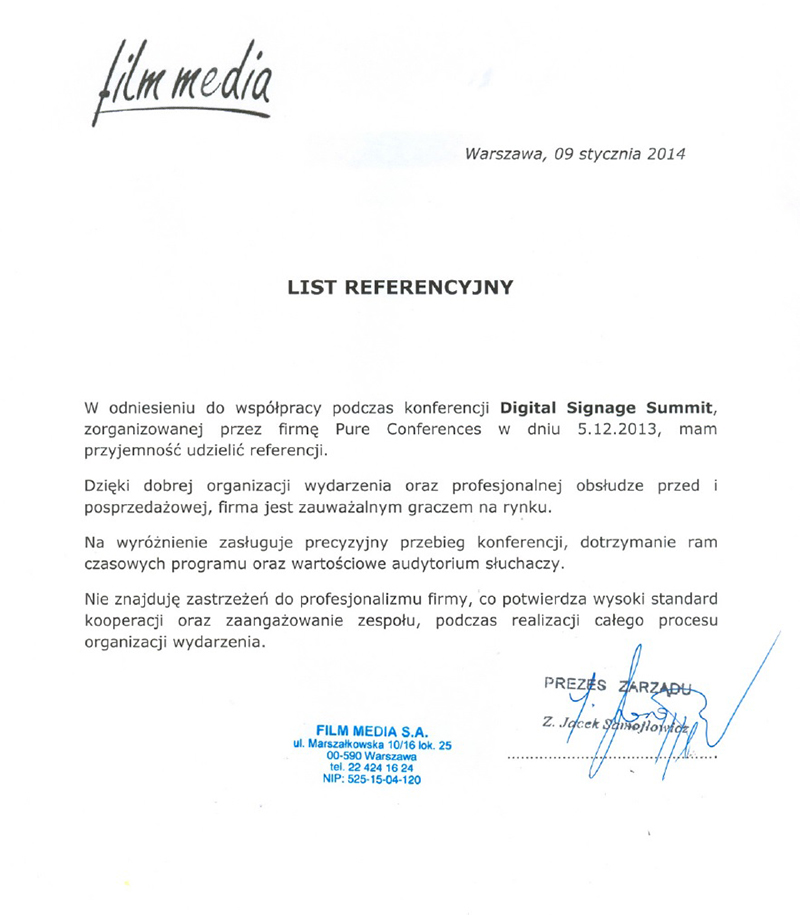 film media
Warszawa, 09 stycznia 2014
LIST REFERENCYJNY
W odniesieniu do współpracy podczas konferencji Digital Signage Summit,
zorganizowanej przez firmę Pure Conferences w dniu 5.12.2013, mam
przyjemność udzielić referencji.
Dzięki dobrej organizacji wydarzenia oraz profesjonalnej obsłudze przed i
posprzedażowej, firma jest zauważalnym graczem na rynku.
Na wyróżnienie zasługuje precyzyjny przebieg konferencji, dotrzymanie ram
czasowych programu oraz wartościowe audytorium słuchaczy.
Nie znajduję zastrzeżeń do profesjonalizmu firmy, co potwierdza wysoki standard
kooperacji oraz zaangażowanie zespołu, podczas realizacji całego procesu
organizacji wydarzenia.
PREZES ZARZĄDU
Z. Jacek Samojłowicz
FILM MEDIA S.A.
ul. Marszałkowska 10/16 lok. 25
00-590 Warszawa
tel. 22 424 16 24
NIP: 525-15-04-120